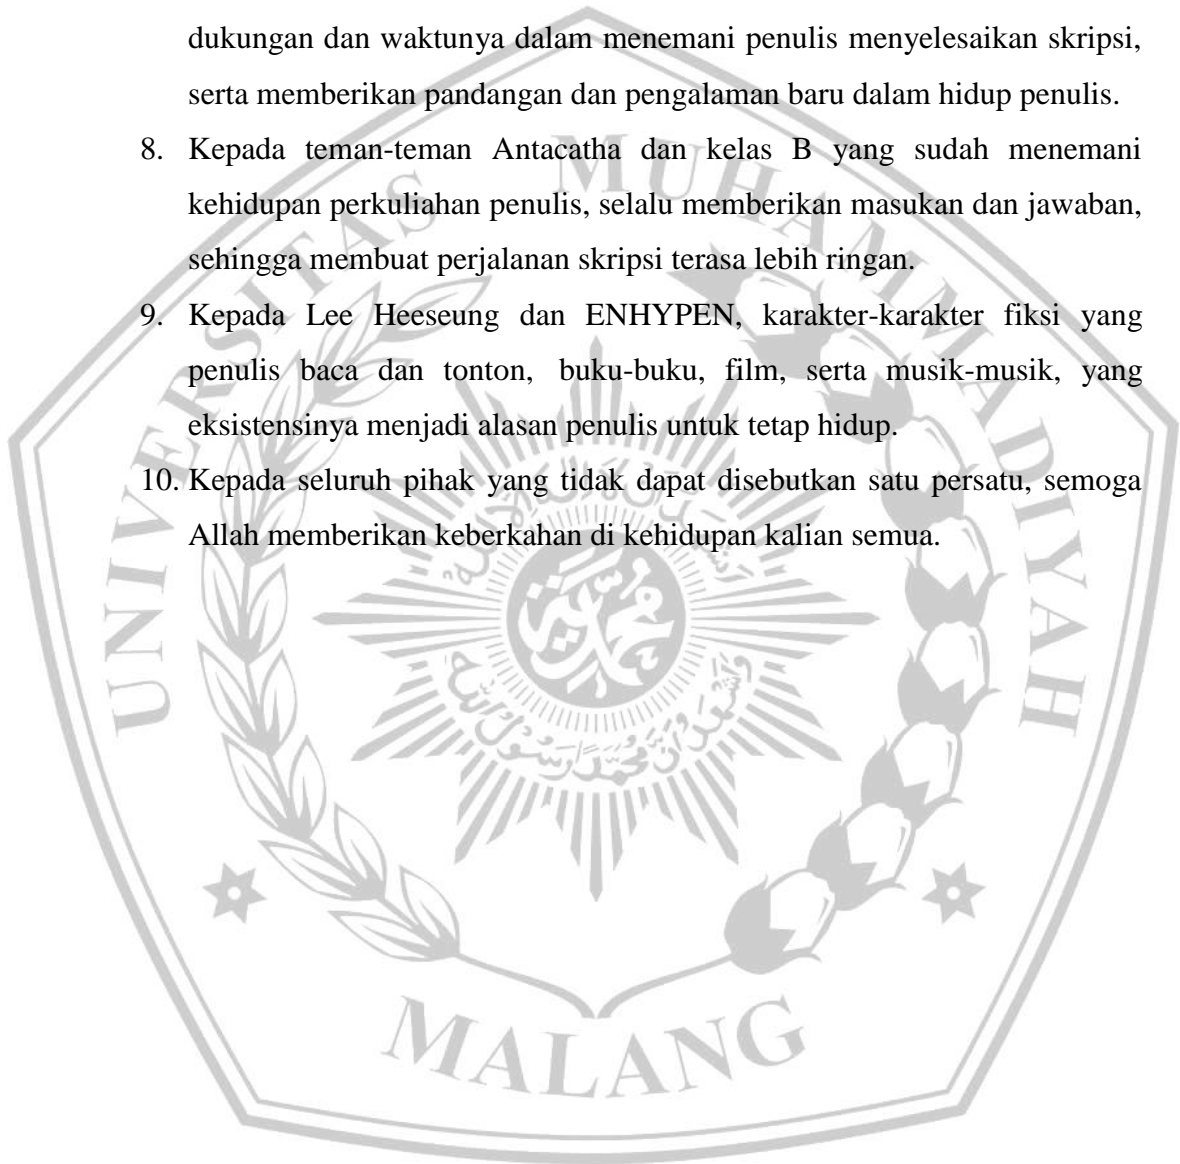 dukungan dan waktunya dalam menemani penulis menyelesaikan skripsi,
serta memberikan pandangan dan pengalaman baru dalam hidup penulis.
8. Kepada teman-teman Antacatha dan kelas B yang sudah menemani
kehidupan perkuliahan penulis, selalu memberikan masukan dan jawaban,
sehingga membuat perjalanan skripsi terasa lebih ringan.
9. Kepada Lee Heeseung dan ENHYPEN, karakter-karakter fiksi yang
penulis baca dan tonton, buku-buku, film, serta musik-musik, yang
eksistensinya menjadi alasan penulis untuk tetap hidup.
10. Kepada seluruh pihak yang tidak dapat disebutkan satu persatu, semoga
Allah memberikan keberkahan di kehidupan kalian semua.
UNIVERSITAS MUHAMMADIYAH
MALANG